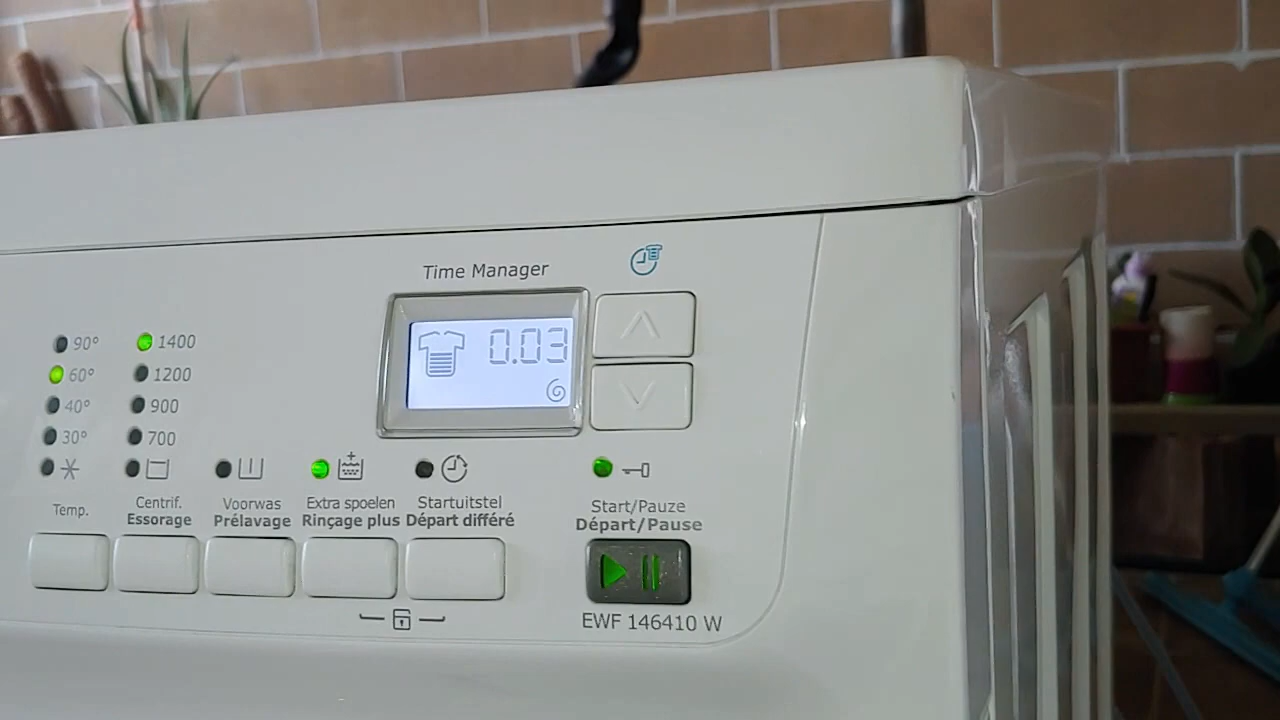 Time Manager
0.03
90°
1400
60°
1200
40°
900
30°
700
Temp.
Centrif.
Essorage
Voorwas
Prélavage
Extra spoelen
Rinçage plus
Startuitstel
Départ différé
Start/Pauze
Départ/Pause
EWF 146410 W